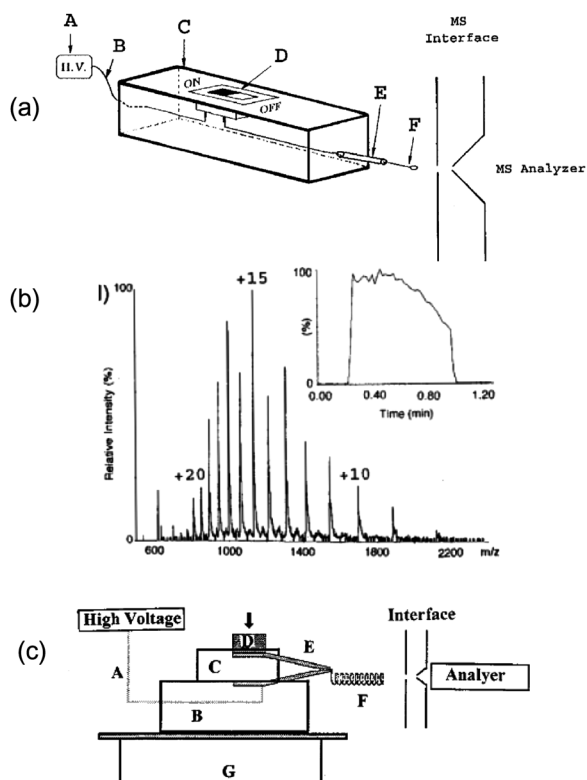 MS
Interface
A
B
C
D
E
F
H.V.
ON
OFF
MS Analyzer
(a)
(b)
I)
100
+15
+20
+10
0
Relative Intensity (%)
600
1000
1400
1800
2200
m/z
100
(%)
0
0.00
0.40
0.80
1.20
Time (min)
(c)
High Voltage
Interface
Analyer
A
B
C
D
E
F
G